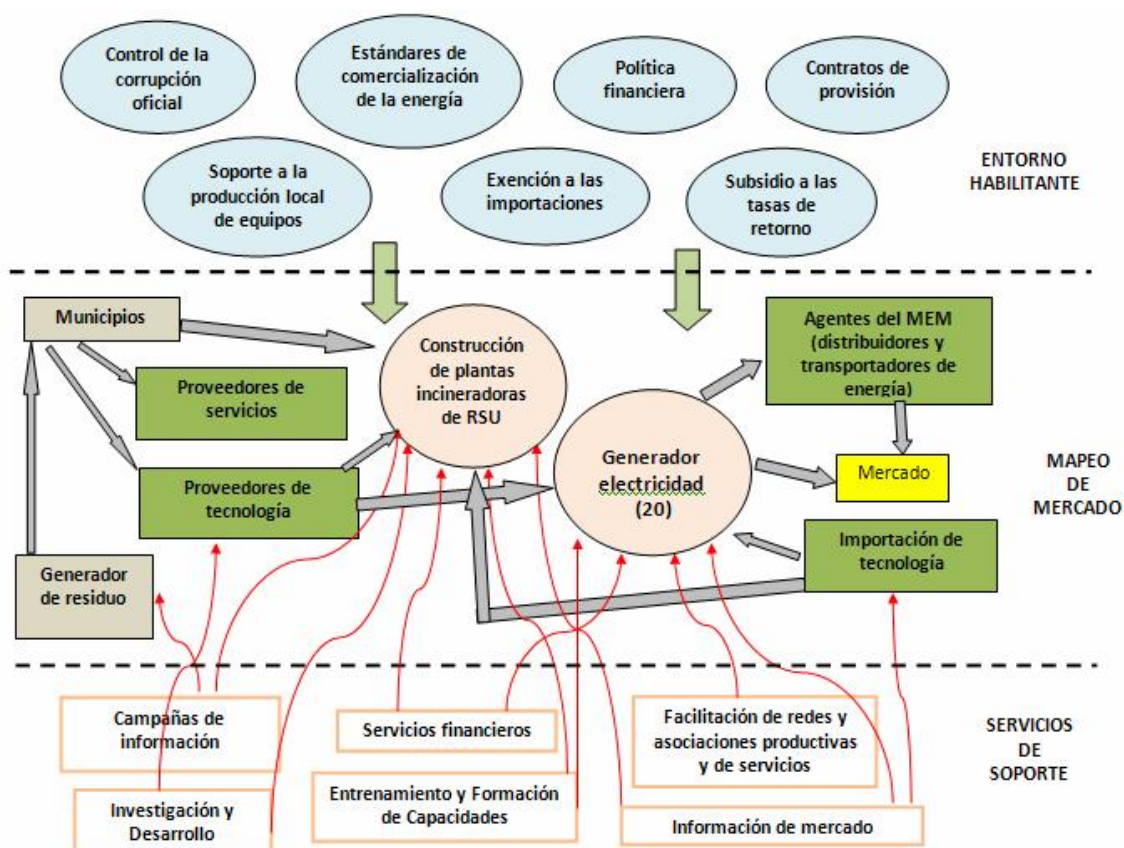 Control de la
corrupción
oficial
Estándares de
comercialización
de la energía
Política
financiera
Contratos de
provisión
Soporte a la
producción local
de equipos
Exención a las
importaciones
Subsidio a las
tasas de
retorno
ENTORNO
HABILITANTE
Municipios
Proveedores de
servicios
Proveedores de
tecnología
Generador
de residuo
Construcción
de plantas
incineradoras
de RSU
Generador
electricidad
(20)
Agentes del MEM
(distribuidores y
transportadores de
energía)
Mercado
Importación de
tecnología
MAPEO
DE
MERCADO
Campañas de
información
Investigación y
Desarrollo
Servicios financieros
Entrenamiento y Formación
de Capacidades
Facilitación de redes y
asociaciones productivas
y de servicios
Información de mercado
SERVICIOS
DE
SOPORTE